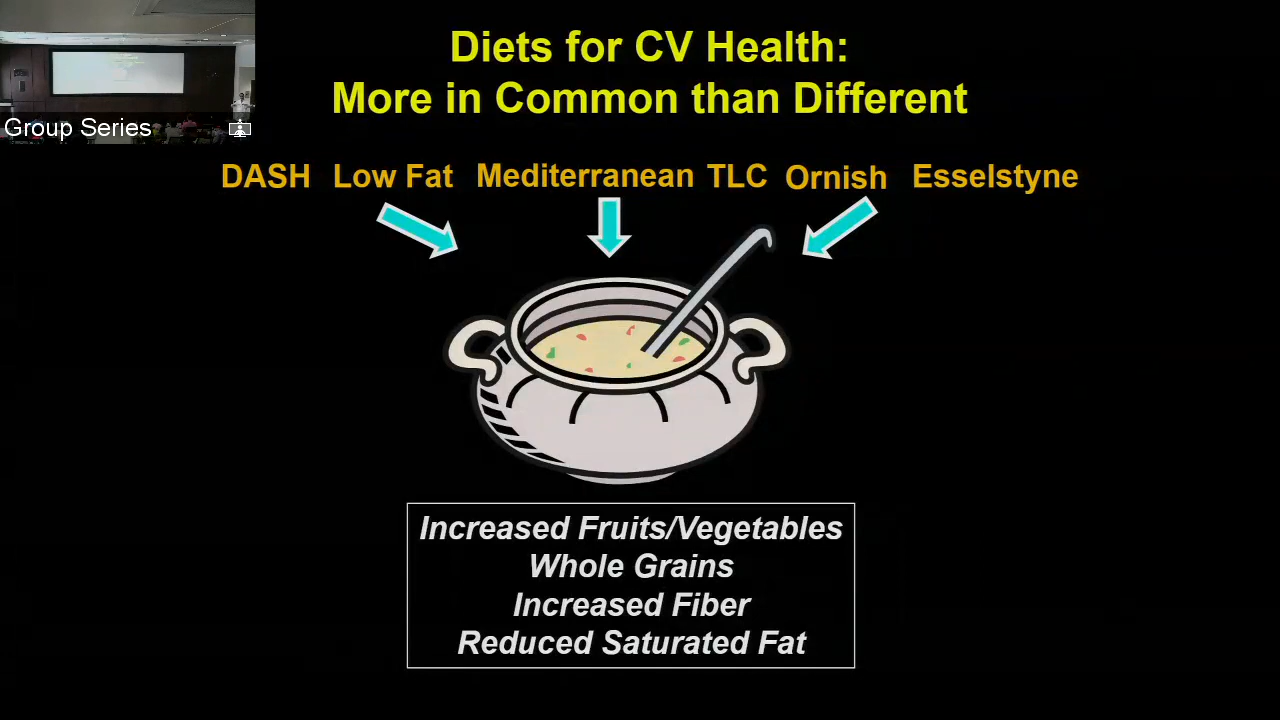 Diets for CV Health:
More in Common than Different
Group Series
DASH Low Fat Mediterranean TLC Ornish Esselstyne
Increased Fruits/Vegetables
Whole Grains
Increased Fiber
Reduced Saturated Fat